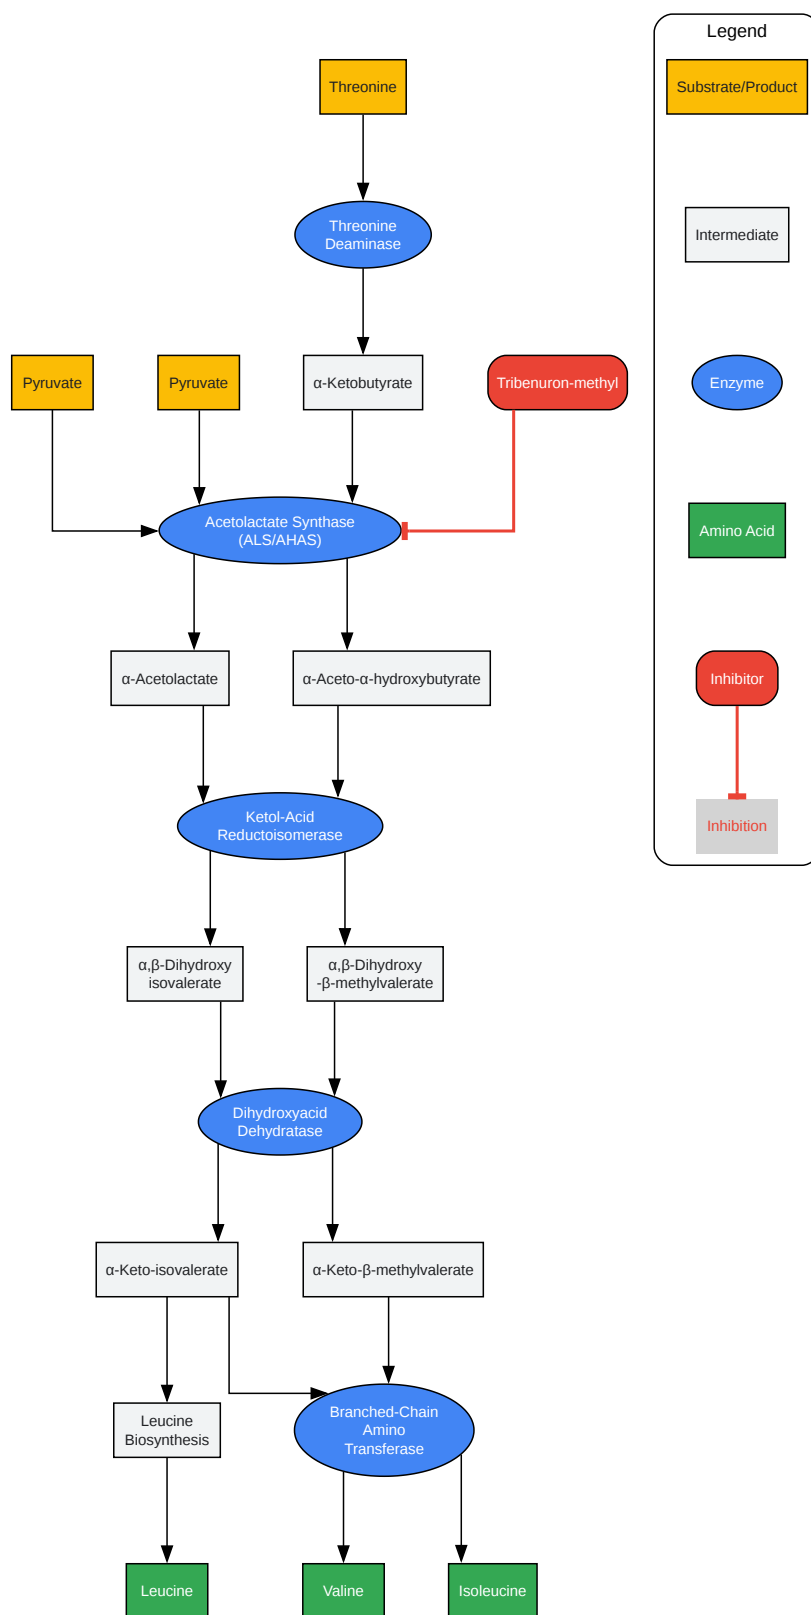 Legend
Threonine
Substrate/Product
Threonine
Deaminase
Intermediate
Pyruvate
Pyruvate
α-Ketobutyrate
Tribenuron-methyl
Enzyme
Acetolactate Synthase
(ALS/AHAS)
Amino Acid
α-Acetolactate
α-Aceto-α-hydroxybutyrate
Inhibitor
Ketol-Acid
Reductoisomerase
Inhibition
α,β-Dihydroxy
isovalerate
α,β-Dihydroxy
-β-methylvalerate
Dihydroxyacid
Dehydratase
α-Keto-isovalerate
α-Keto-β-methylvalerate
Leucine
Biosynthesis
Branched-Chain
Amino
Transferase
Leucine
Valine
Isoleucine